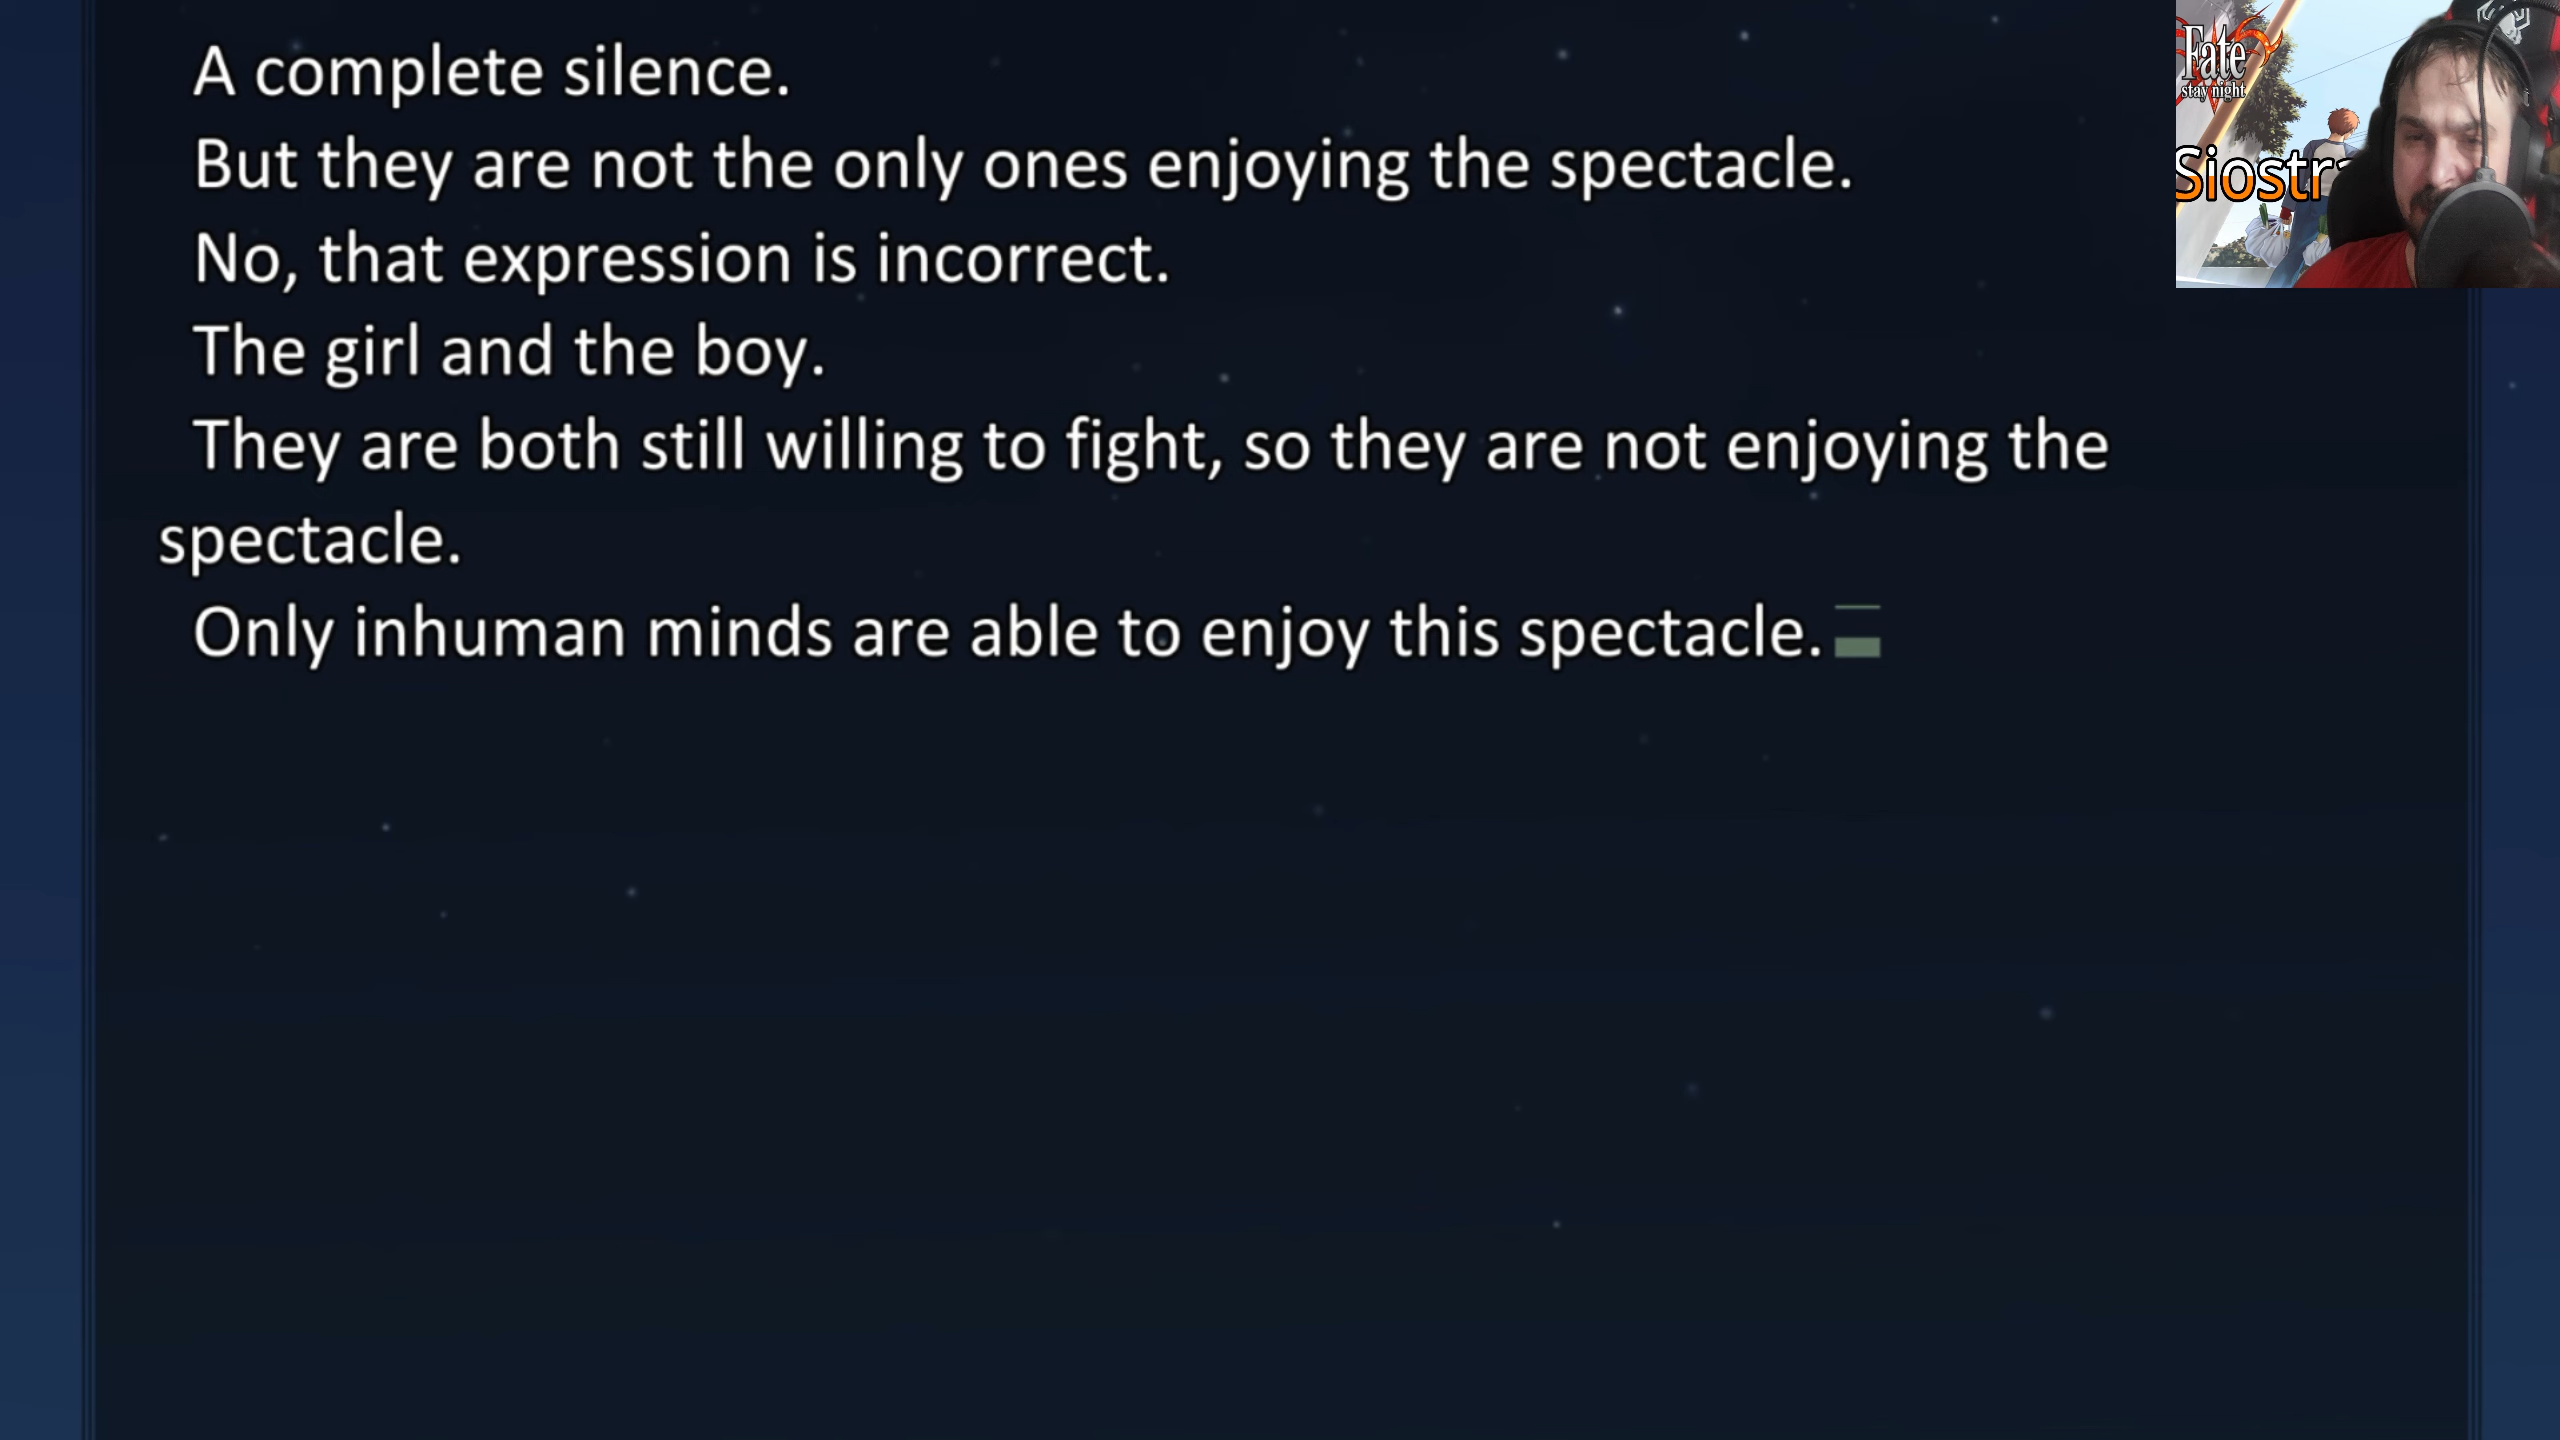 A complete silence.
But they are not the only ones enjoying the spectacle.
No, that expression is incorrect.
The girl and the boy.
They are both still willing to fight, so they are not enjoying the
spectacle.
Only inhuman minds are able to enjoy this spectacle.
Fate
stay night